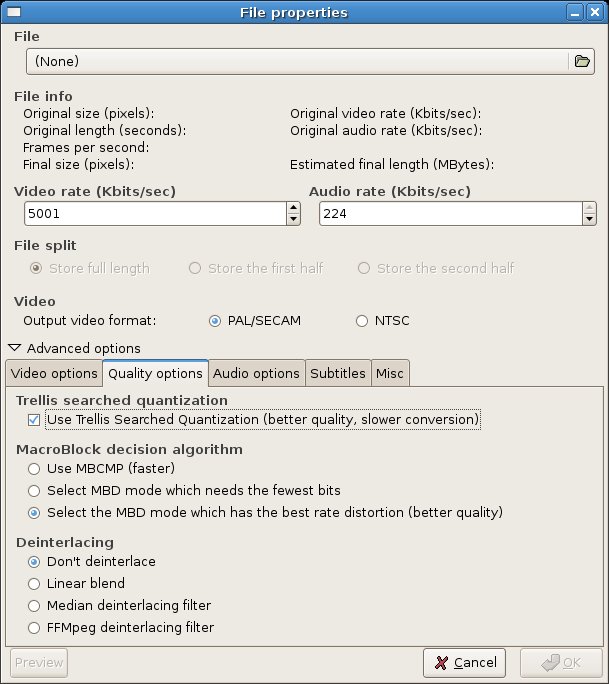 File properties
File
(None)
File info
Original size (pixels): Original video rate (Kbits/sec):
Original length (seconds): Original audio rate (Kbits/sec):
Frames per second:
Final size (pixels): Estimated final length (MBytes):
Video rate (Kbits/sec) Audio rate (Kbits/sec)
5001 224
File split
Store full length Store the first half Store the second half
Video
Output video format: PAL/SECAM NTSC
Advanced options
Video options Quality options Audio options Subtitles Misc
Trellis searched quantization
Use Trellis Searched Quantization (better quality, slower conversion)
MacroBlock decision algorithm
Use MBCMP (faster)
Select MBD mode which needs the fewest bits
Select the MBD mode which has the best rate distortion (better quality)
Deinterlacing
Don't deinterlace
Linear blend
Median deinterlacing filter
FFMpeg deinterlacing filter
Preview Cancel OK